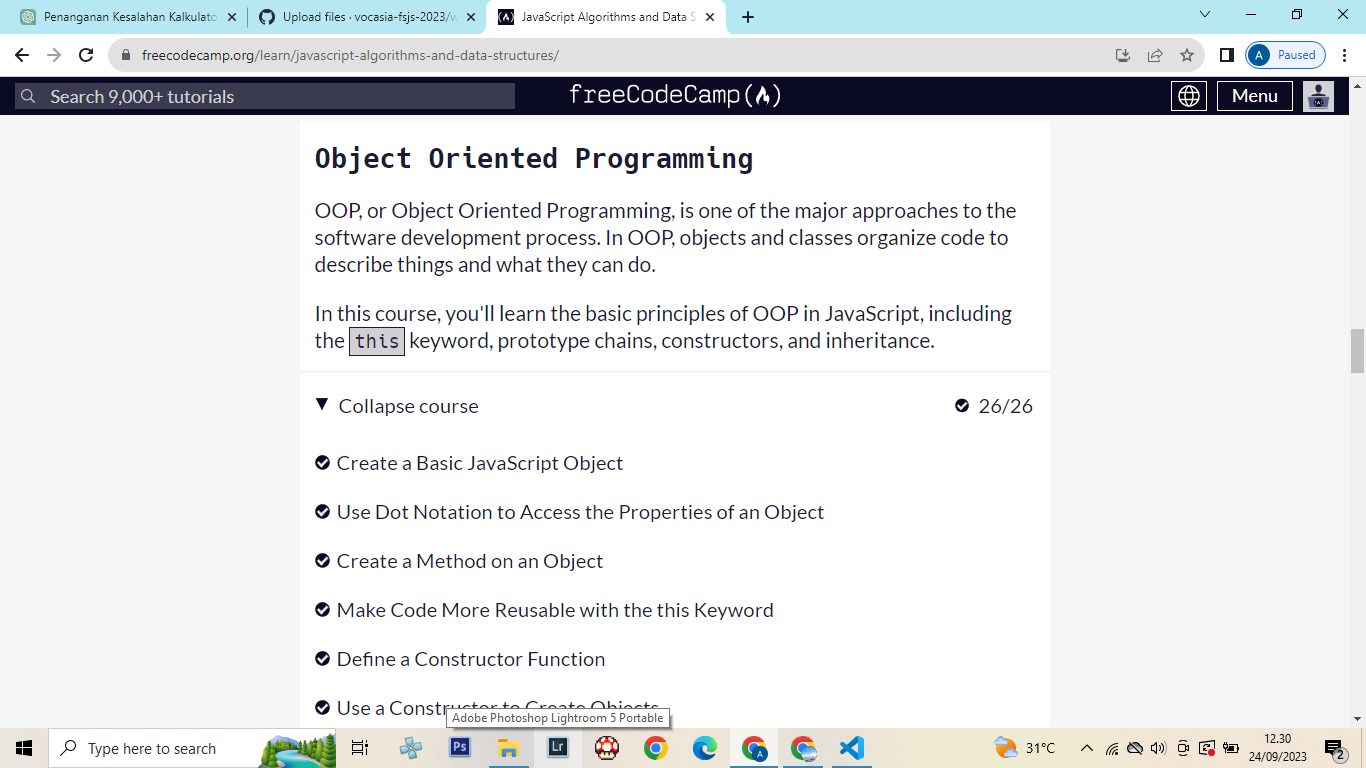 Penanganan Kesalahan Kalkulato
Upload files · vocasia-fsjs-2023/w
JavaScript Algorithms and Data S
freecodecamp.org/learn/javascript-algorithms-and-data-structures/
A Paused
Search 9,000+ tutorials
freeCodeCamp
Menu
Object Oriented Programming
OOP, or Object Oriented Programming, is one of the major approaches to the
software development process. In OOP, objects and classes organize code to
describe things and what they can do.
In this course, you'll learn the basic principles of OOP in JavaScript, including
the this keyword, prototype chains, constructors, and inheritance.
Collapse course
26/26
Create a Basic JavaScript Object
Use Dot Notation to Access the Properties of an Object
Create a Method on an Object
Make Code More Reusable with the this Keyword
Define a Constructor Function
Use a Constructor to Create Objects
Adobe Photoshop Lightroom 5 Portable
Type here to search
Ps
Lr
A
31°C
12.30
24/09/2023
2